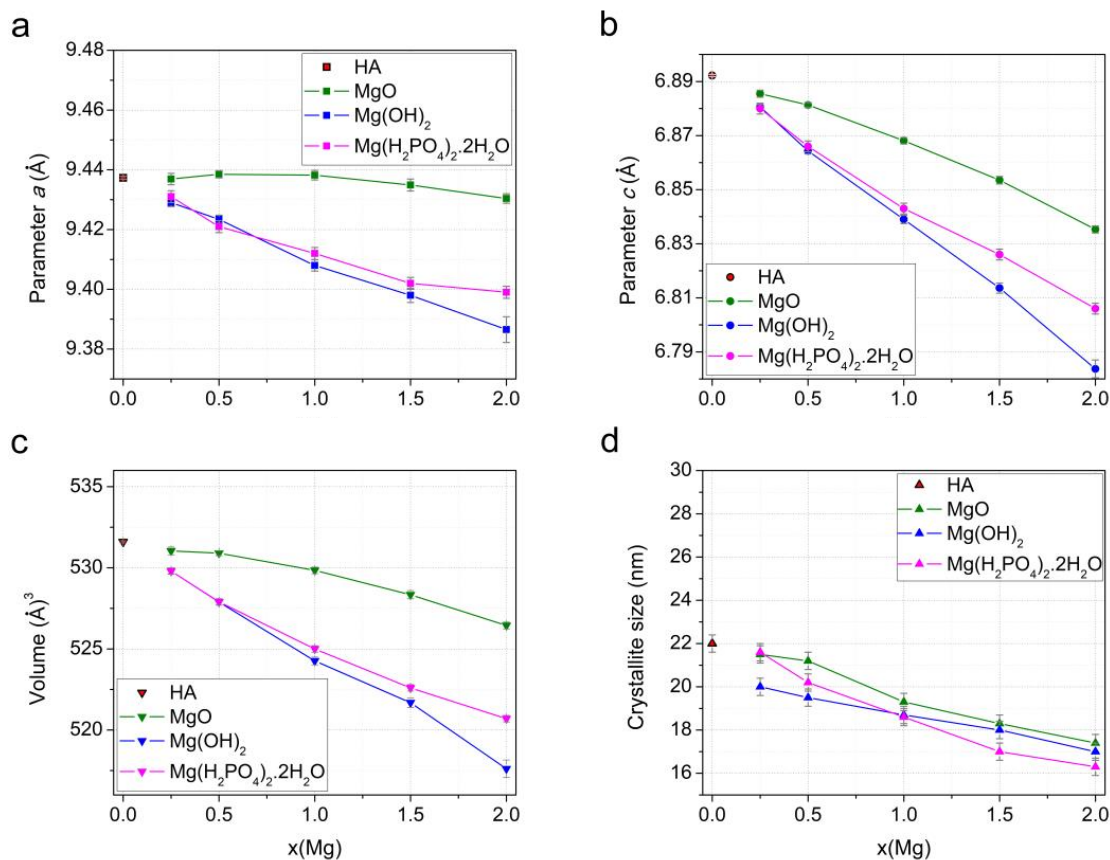 a
9.48
9.46
9.44
9.42
9.40
9.38
Parameter a (Å)
HA
MgO
Mg(OH)₂
Mg(H₂PO₄)₂.2H₂O
0.0 0.5 1.0 1.5 2.0
b
6.89
6.87
6.85
6.83
6.81
6.79
Parameter c (Å)
HA
MgO
Mg(OH)₂
Mg(H₂PO₄)₂.2H₂O
0.0 0.5 1.0 1.5 2.0
c
535
530
525
520
Volume (Å)³
HA
MgO
Mg(OH)₂
Mg(H₂PO₄)₂.2H₂O
0.0 0.5 1.0 1.5 2.0
x(Mg)
d
30
28
26
24
22
20
18
16
Crystallite size (nm)
HA
MgO
Mg(OH)₂
Mg(H₂PO₄)₂.2H₂O
0.0 0.5 1.0 1.5 2.0
x(Mg)